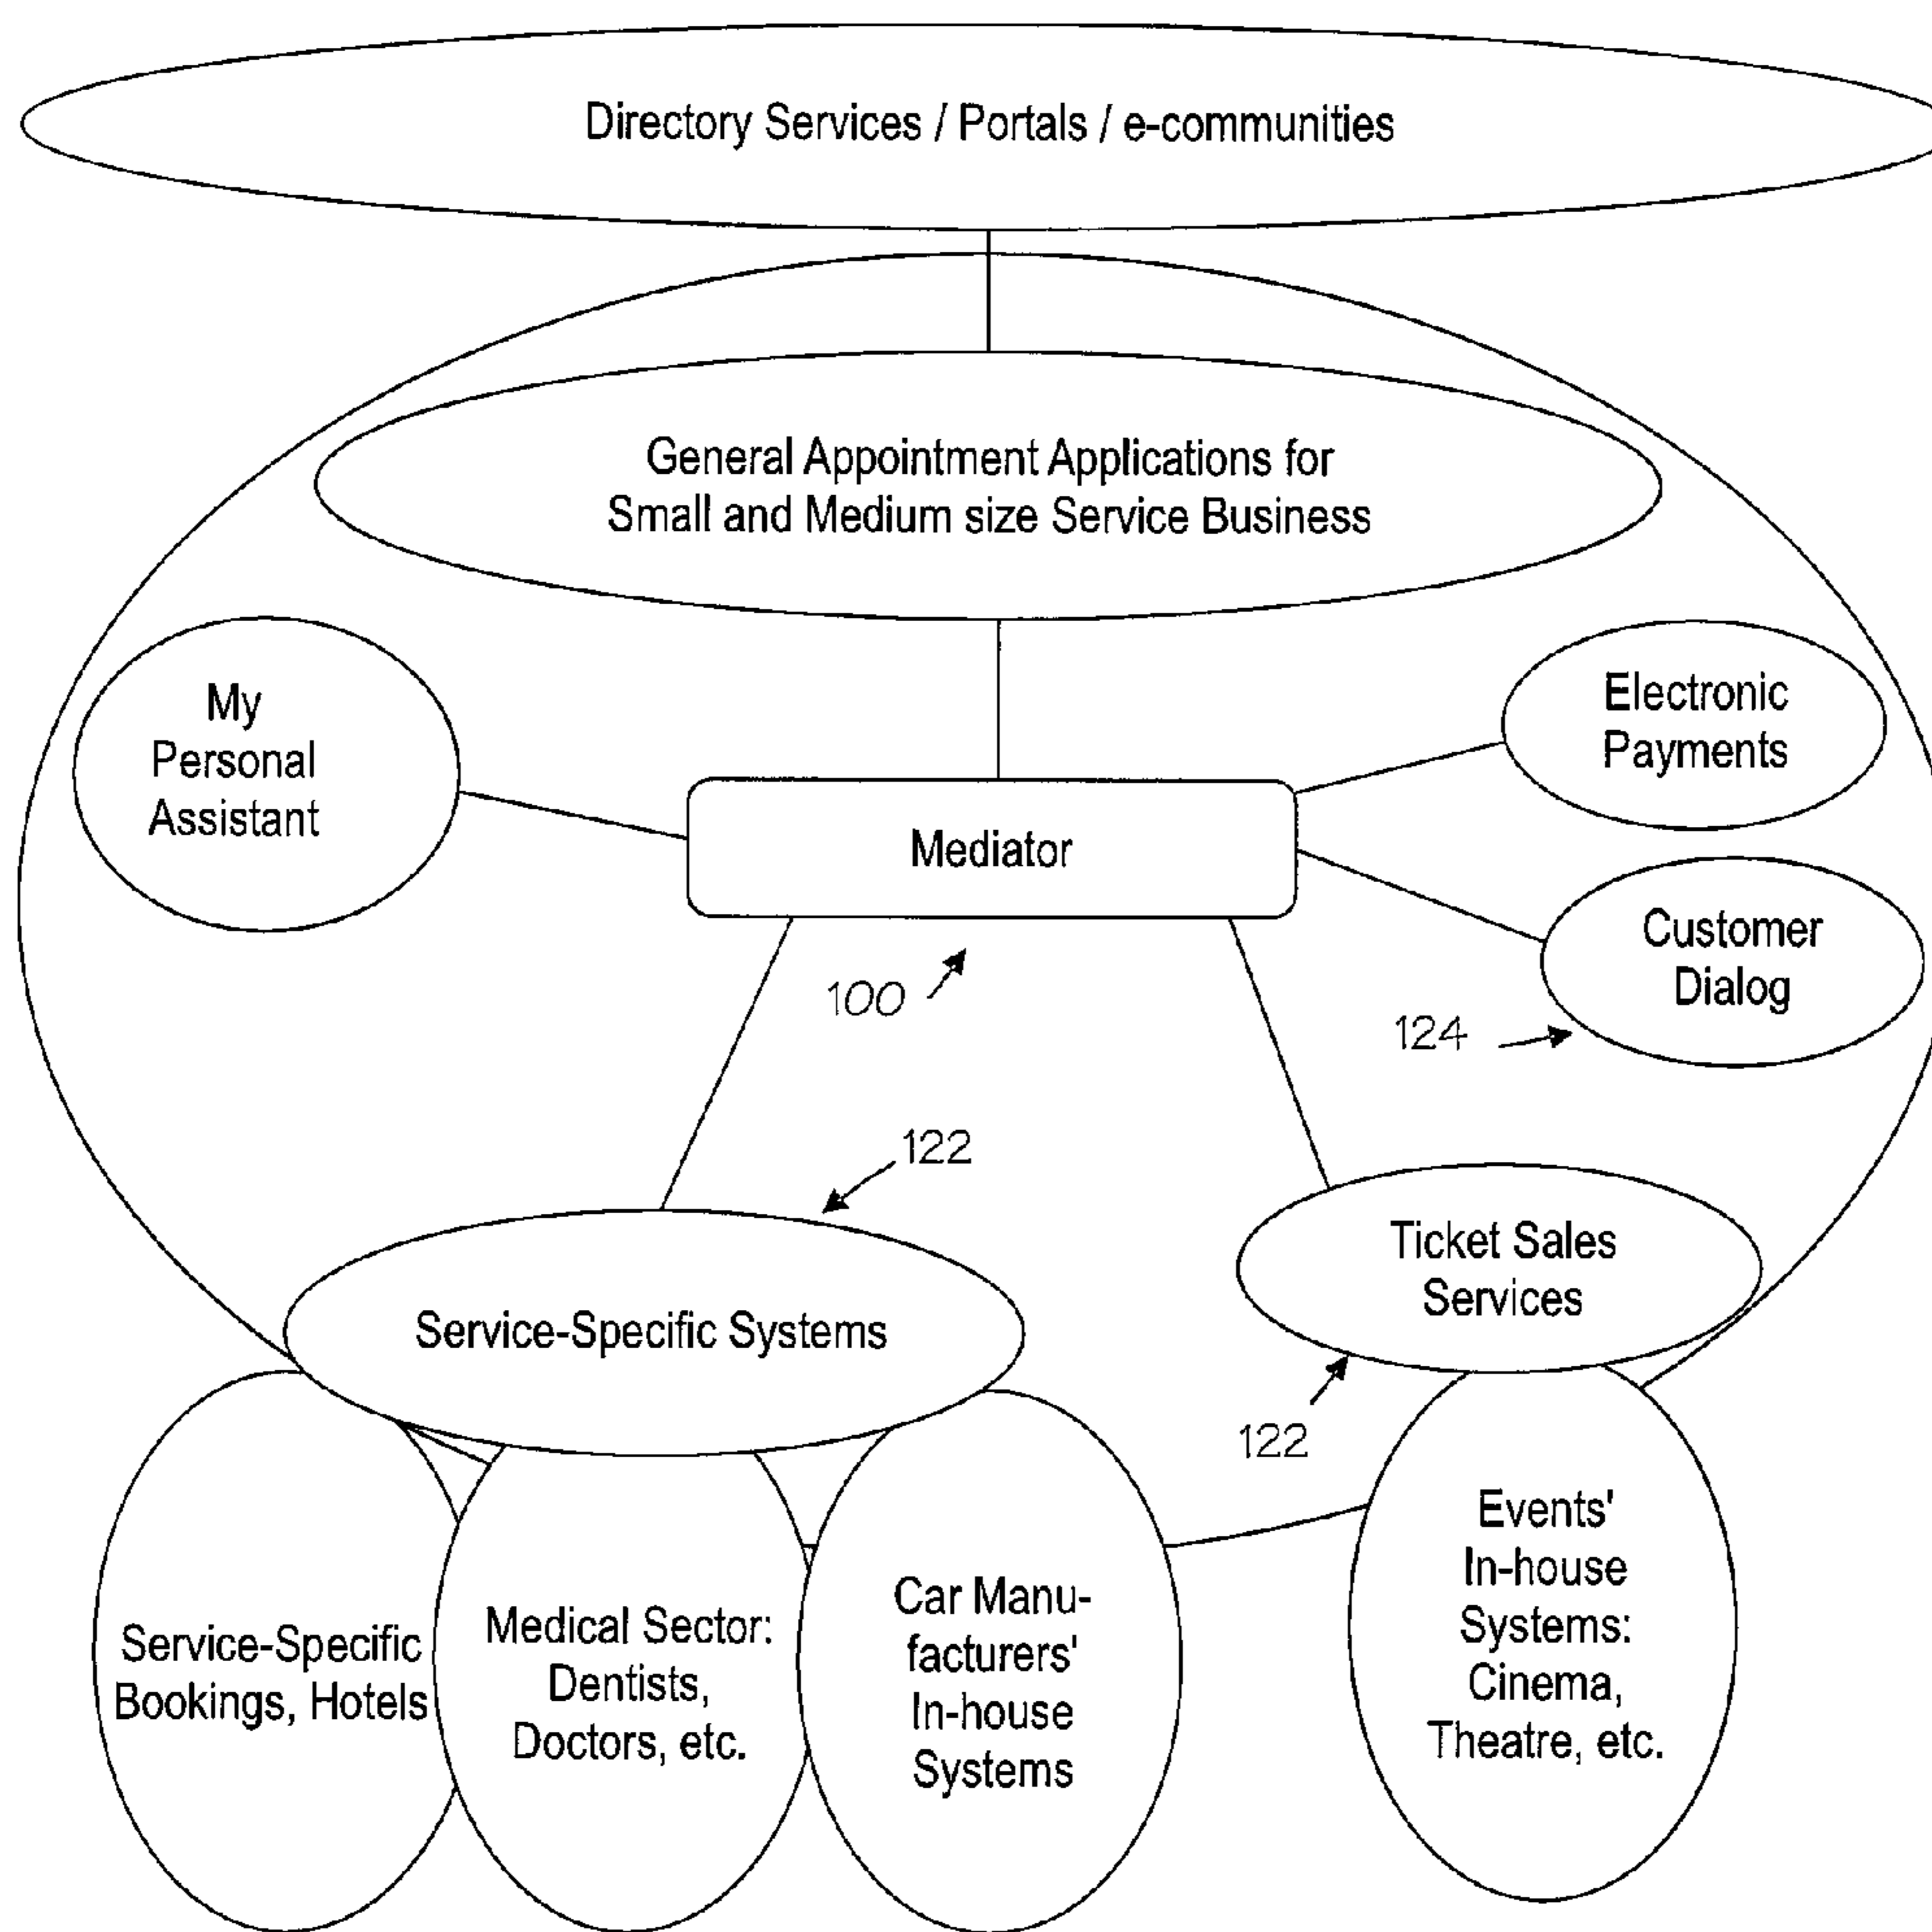 Directory Services / Portals / e-communities
General Appointment Applications for
Small and Medium size Service Business
My
Personal
Assistant
Electronic
Payments
Mediator
Customer
Dialog
100
124
122
Ticket Sales
Services
Service-Specific Systems
122
Service-Specific
Bookings, Hotels
Medical Sector:
Dentists,
Doctors, etc.
Car Manu-
facturers'
In-house
Systems
Events'
In-house
Systems:
Cinema,
Theatre, etc.